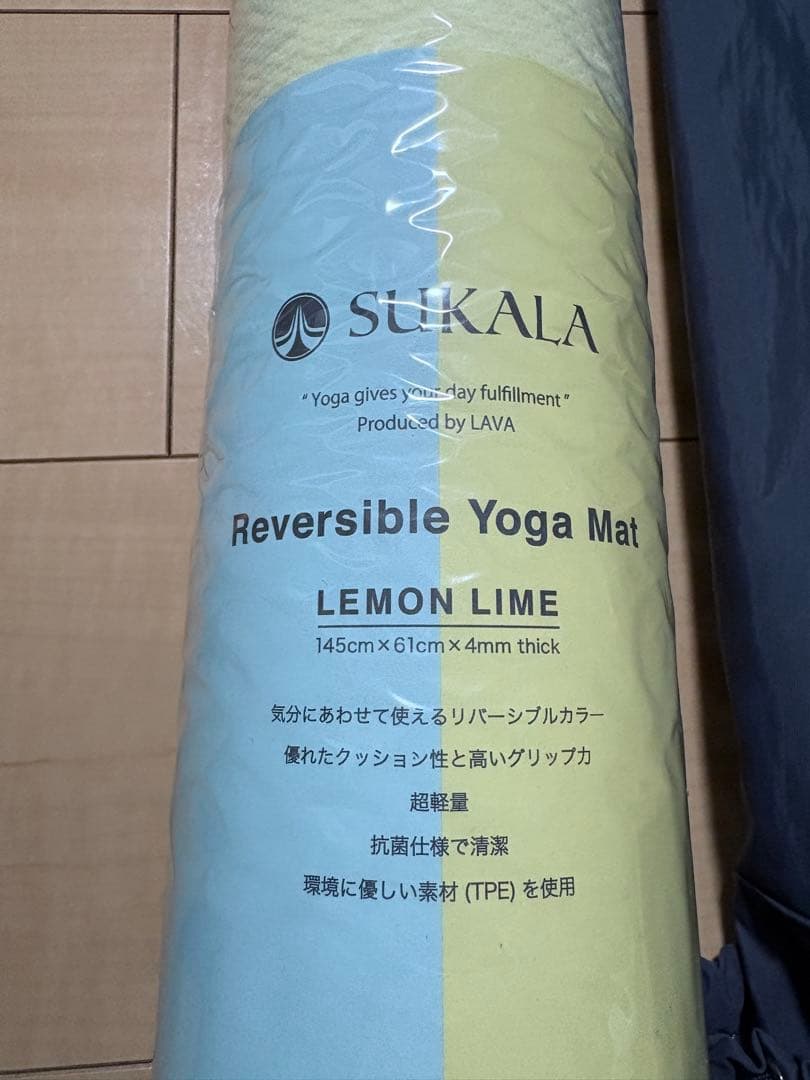 SUKALA
"Yoga gives your day fulfillment"
Produced by LAVA
Reversible Yoga Mat
LEMON LIME
145cm×61cm×4mm thick
気分にあわせて使えるリバーシブルカラー
優れたクッション性と高いグリップ力
超軽量
抗菌仕様で清潔
環境に優しい素材 (TPE) を使用